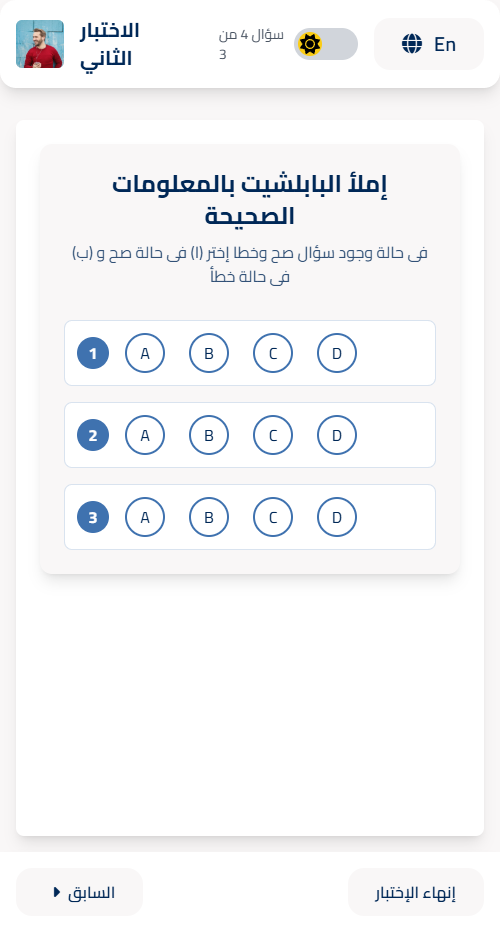 الاختبار
الثاني
سؤال 4 من
3
En
إملأ البابلشيت بالمعلومات
الصحيحة
فى حالة وجود سؤال صح وخطا إختر (ا) فى حالة صح و (ب)
فى حالة خطأ
1 A B C D
2 A B C D
3 A B C D
السابق
إنهاء الإختبار